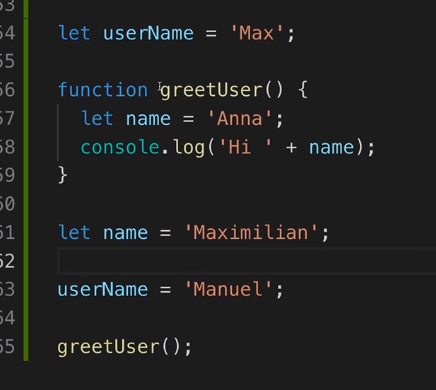 53
54 let userName = 'Max';
55
56 function greetUser() {
57 let name = 'Anna';
58 console.log('Hi ' + name);
59 }
60
61 let name = 'Maximilian';
62
63 userName = 'Manuel';
64
65 greetUser();